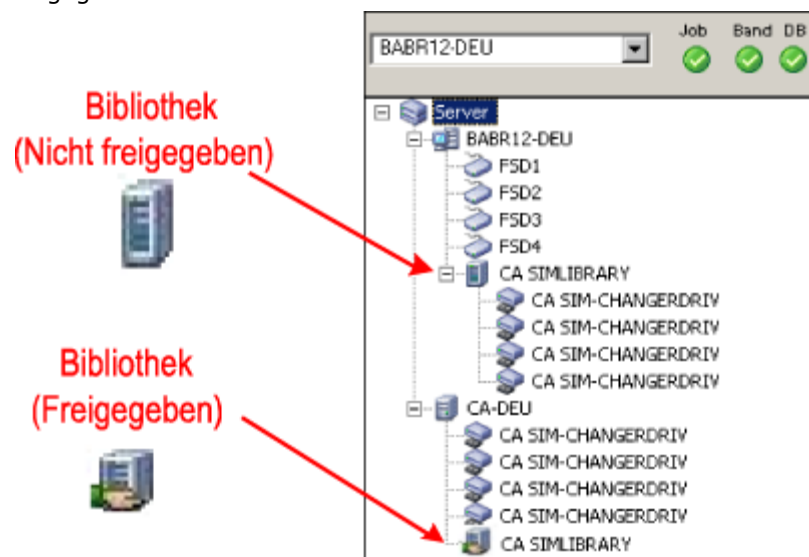 BABR12-DEU
Job Band DB
Bibliothek
(Nicht freigegeben)
Bibliothek
(Freigegeben)
Server
BABR12-DEU
FSD1
FSD2
FSD3
FSD4
CA SIMLIBRARY
CA SIM-CHANGERDRIV
CA SIM-CHANGERDRIV
CA SIM-CHANGERDRIV
CA SIM-CHANGERDRIV
CA-DEU
CA SIM-CHANGERDRIV
CA SIM-CHANGERDRIV
CA SIM-CHANGERDRIV
CA SIM-CHANGERDRIV
CA SIMLIBRARY